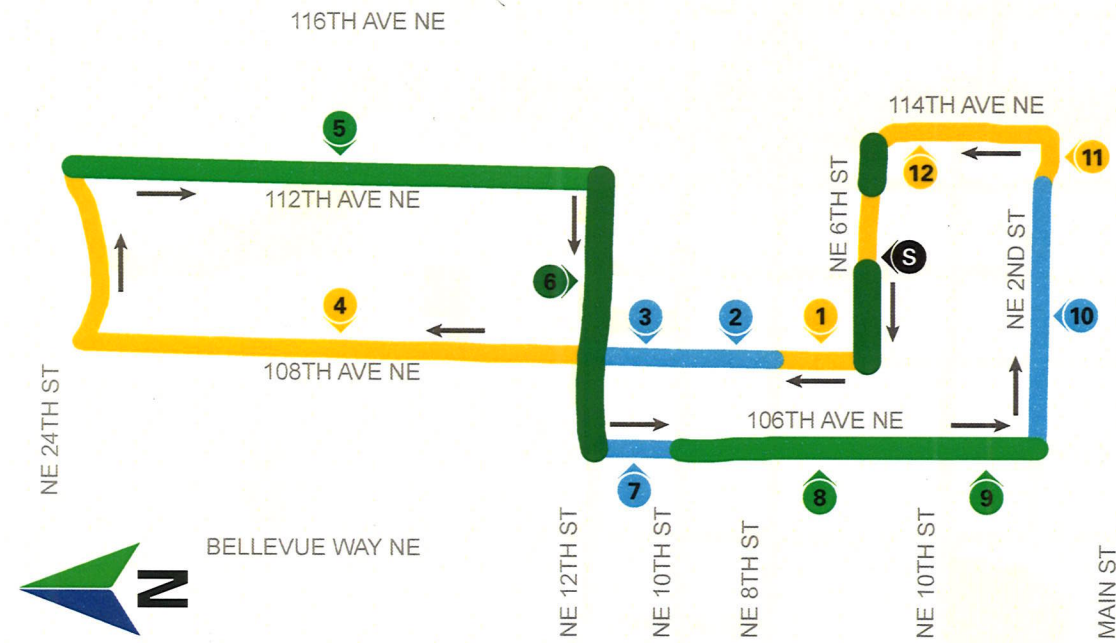 116TH AVE NE
114TH AVE NE
5
11
12
112TH AVE NE
NE 6TH ST
NE 2ND ST
S
6
4
3
2
1
10
108TH AVE NE
NE 24TH ST
106TH AVE NE
7
8
9
BELLEVUE WAY NE
NE 12TH ST
NE 10TH ST
NE 8TH ST
NE 10TH ST
MAIN ST
N